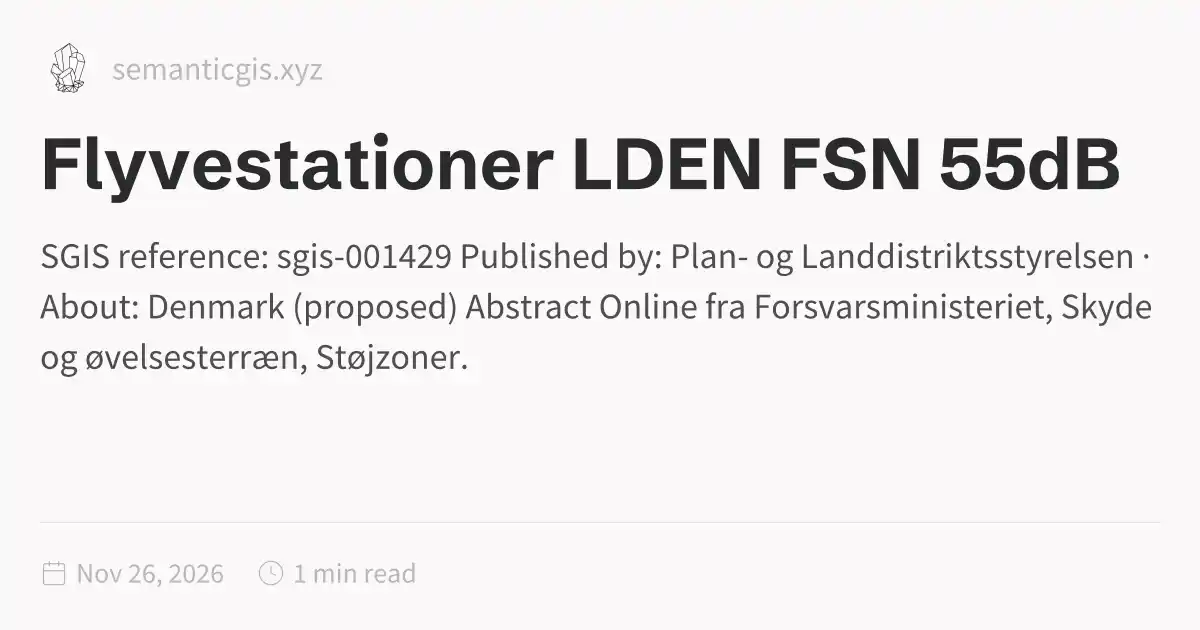 semanticgis.xyz
Flyvestationer LDEN FSN 55dB
SGIS reference: sgis-001429 Published by: Plan- og Landdistriktsstyrelsen ·
About: Denmark (proposed) Abstract Online fra Forsvarsministeriet, Skyde
og øvelsesterræn, Støjzoner.
Nov 26, 2026 1 min read